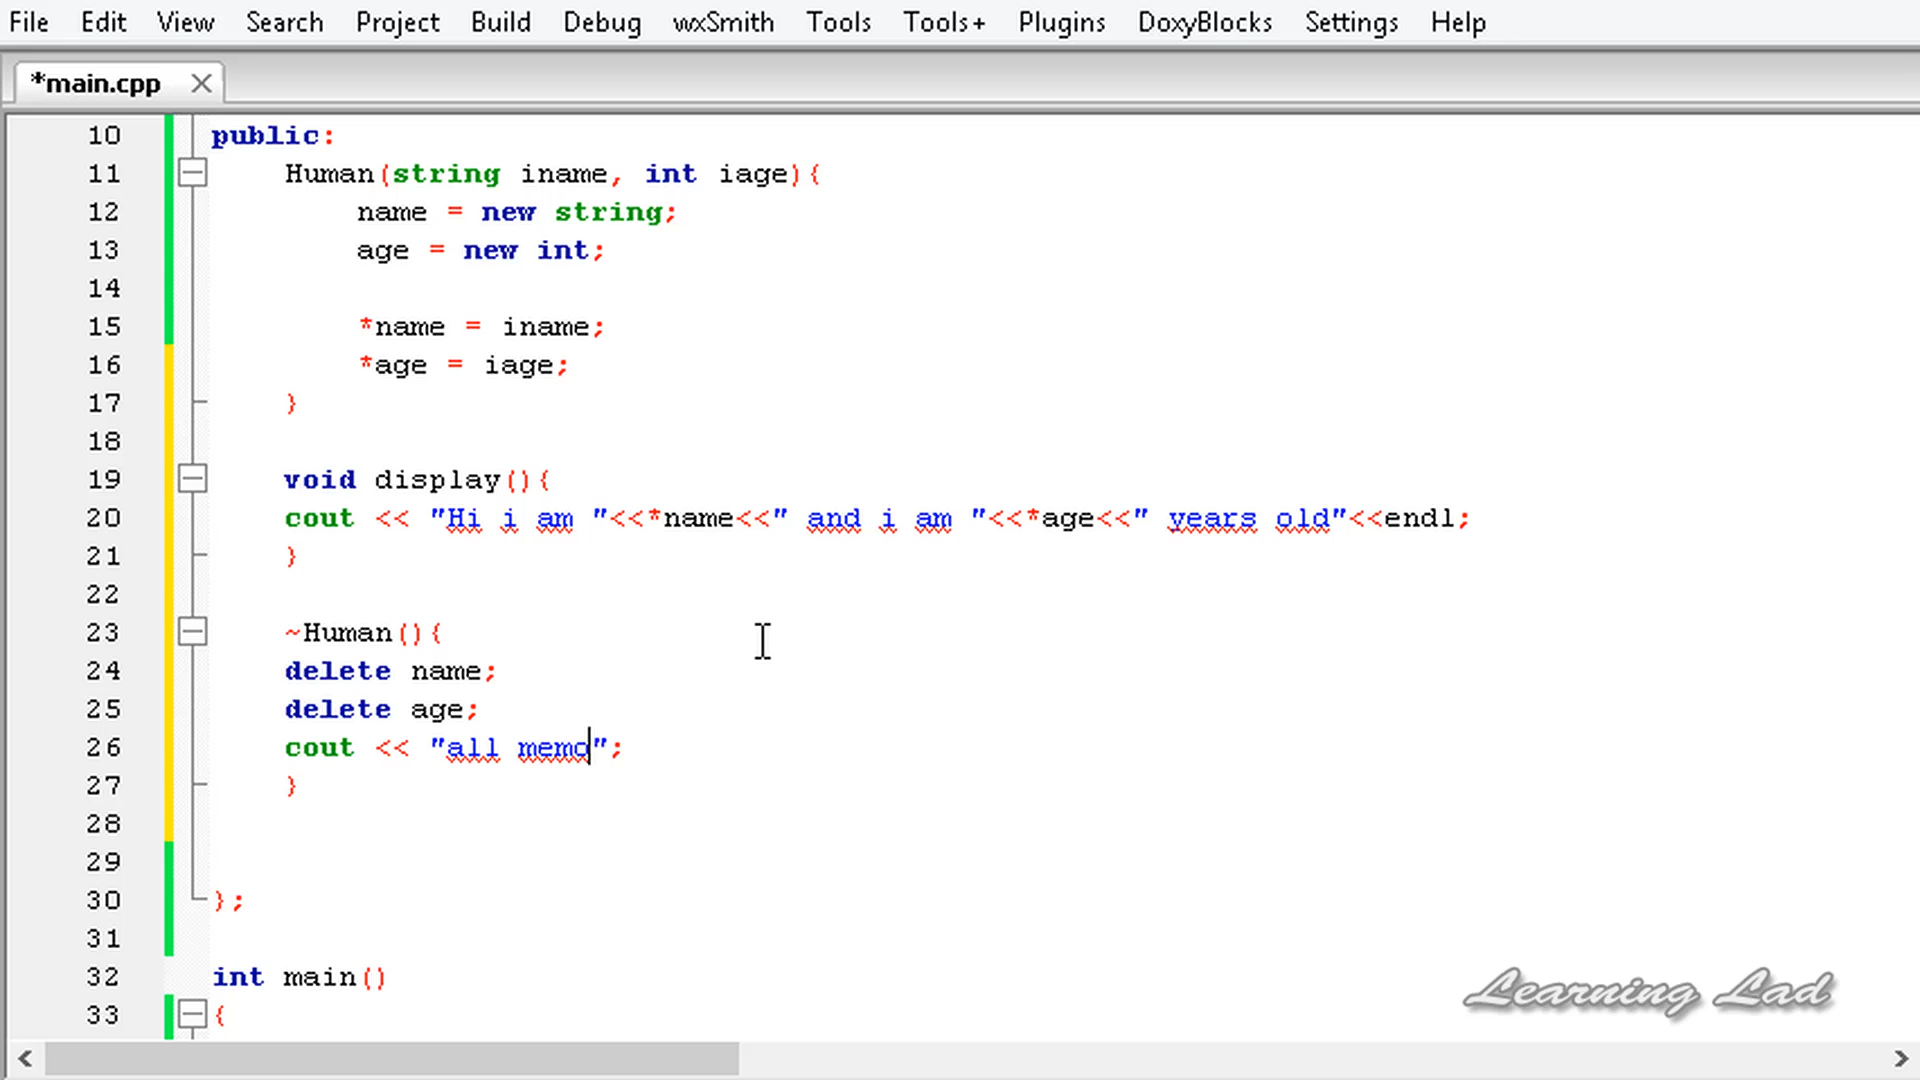 File Edit View Search Project Build Debug wxSmith Tools Tools+ Plugins DoxyBlocks Settings Help
*main.cpp
10 public:
11 Human(string iname, int iage){
12 name = new string;
13 age = new int;
14
15 *name = iname;
16 *age = iage;
17 }
18
19 void display(){
20 cout << "Hi i am "<<*name<<" and i am "<<*age<<" years old"<<endl;
21 }
22
23 ~Human(){
24 delete name;
25 delete age;
26 cout << "all memo";
27 }
28
29
30 };
31
32 int main()
33 {
Learning Lad